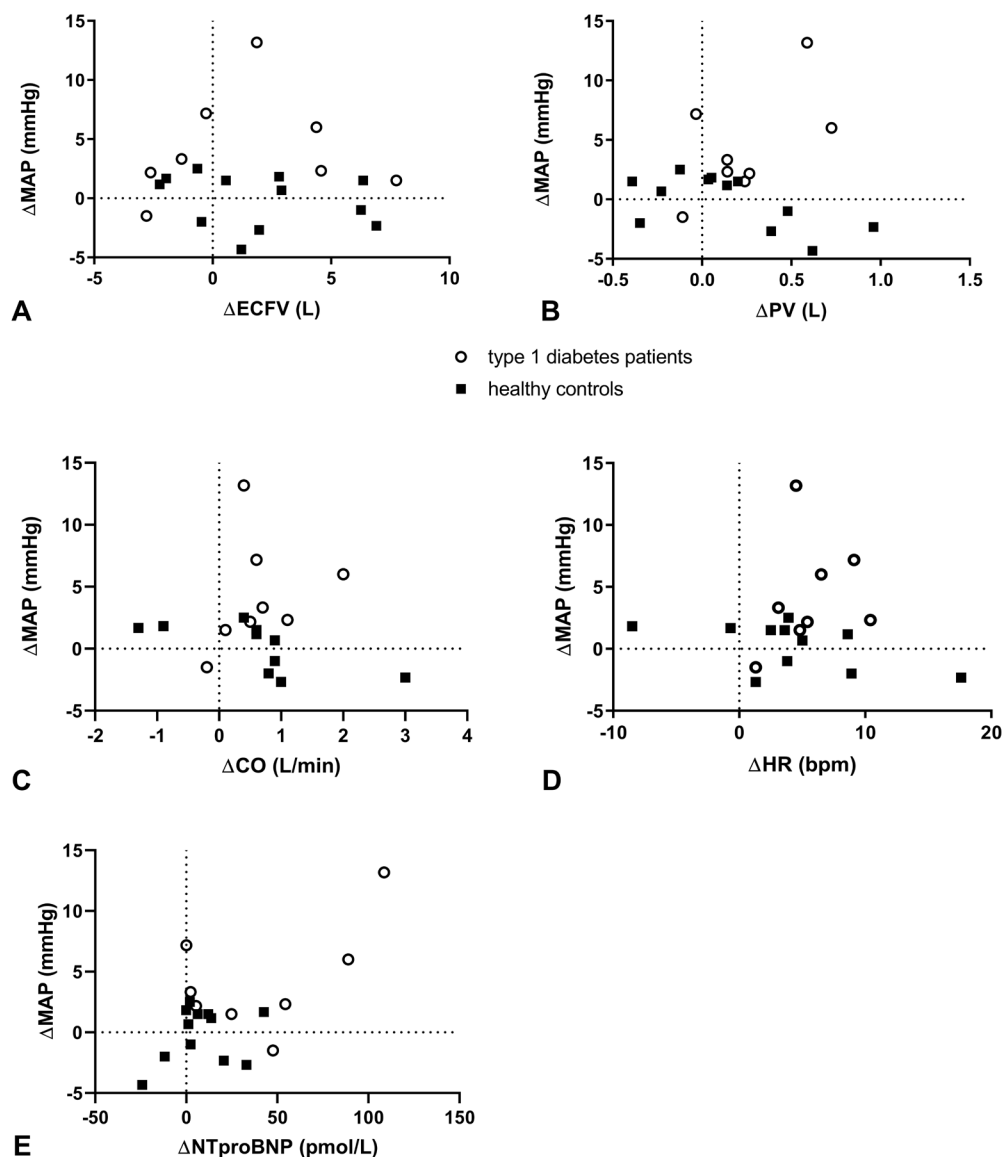 15
10
5
0
-5
ΔMAP (mmHg)
-5
0
5
10
ΔECFV (L)
A
15
10
5
0
-5
ΔMAP (mmHg)
-0.5
0.0
0.5
1.0
1.5
ΔPV (L)
B
type 1 diabetes patients
healthy controls
15
10
5
0
-5
ΔMAP (mmHg)
-2
-1
0
1
2
3
4
ΔCO (L/min)
C
15
10
5
0
-5
ΔMAP (mmHg)
-10
0
10
20
ΔHR (bpm)
D
15
10
5
0
-5
ΔMAP (mmHg)
-50
0
50
100
150
ΔNTproBNP (pmol/L)
E